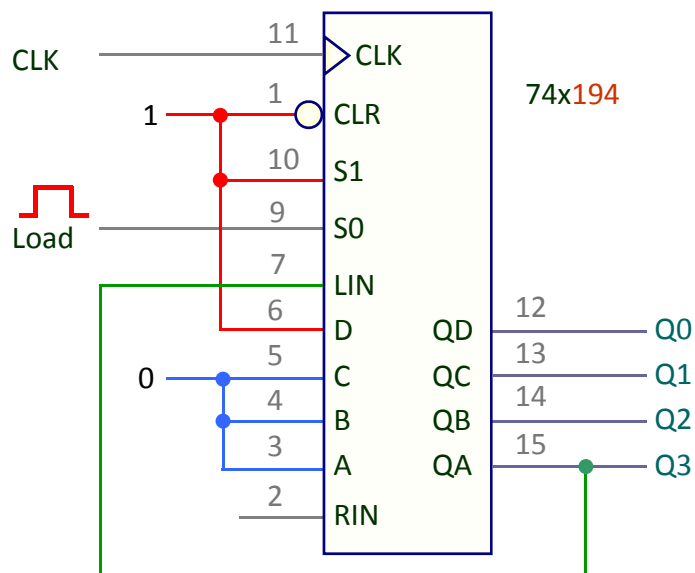 11
CLK
CLK
74x194
1
1
CLR
10
S1
Load
9
S0
7
LIN
6
D
QD
12
Q0
0
5
C
QC
13
Q1
4
B
QB
14
Q2
3
A
QA
15
Q3
2
RIN